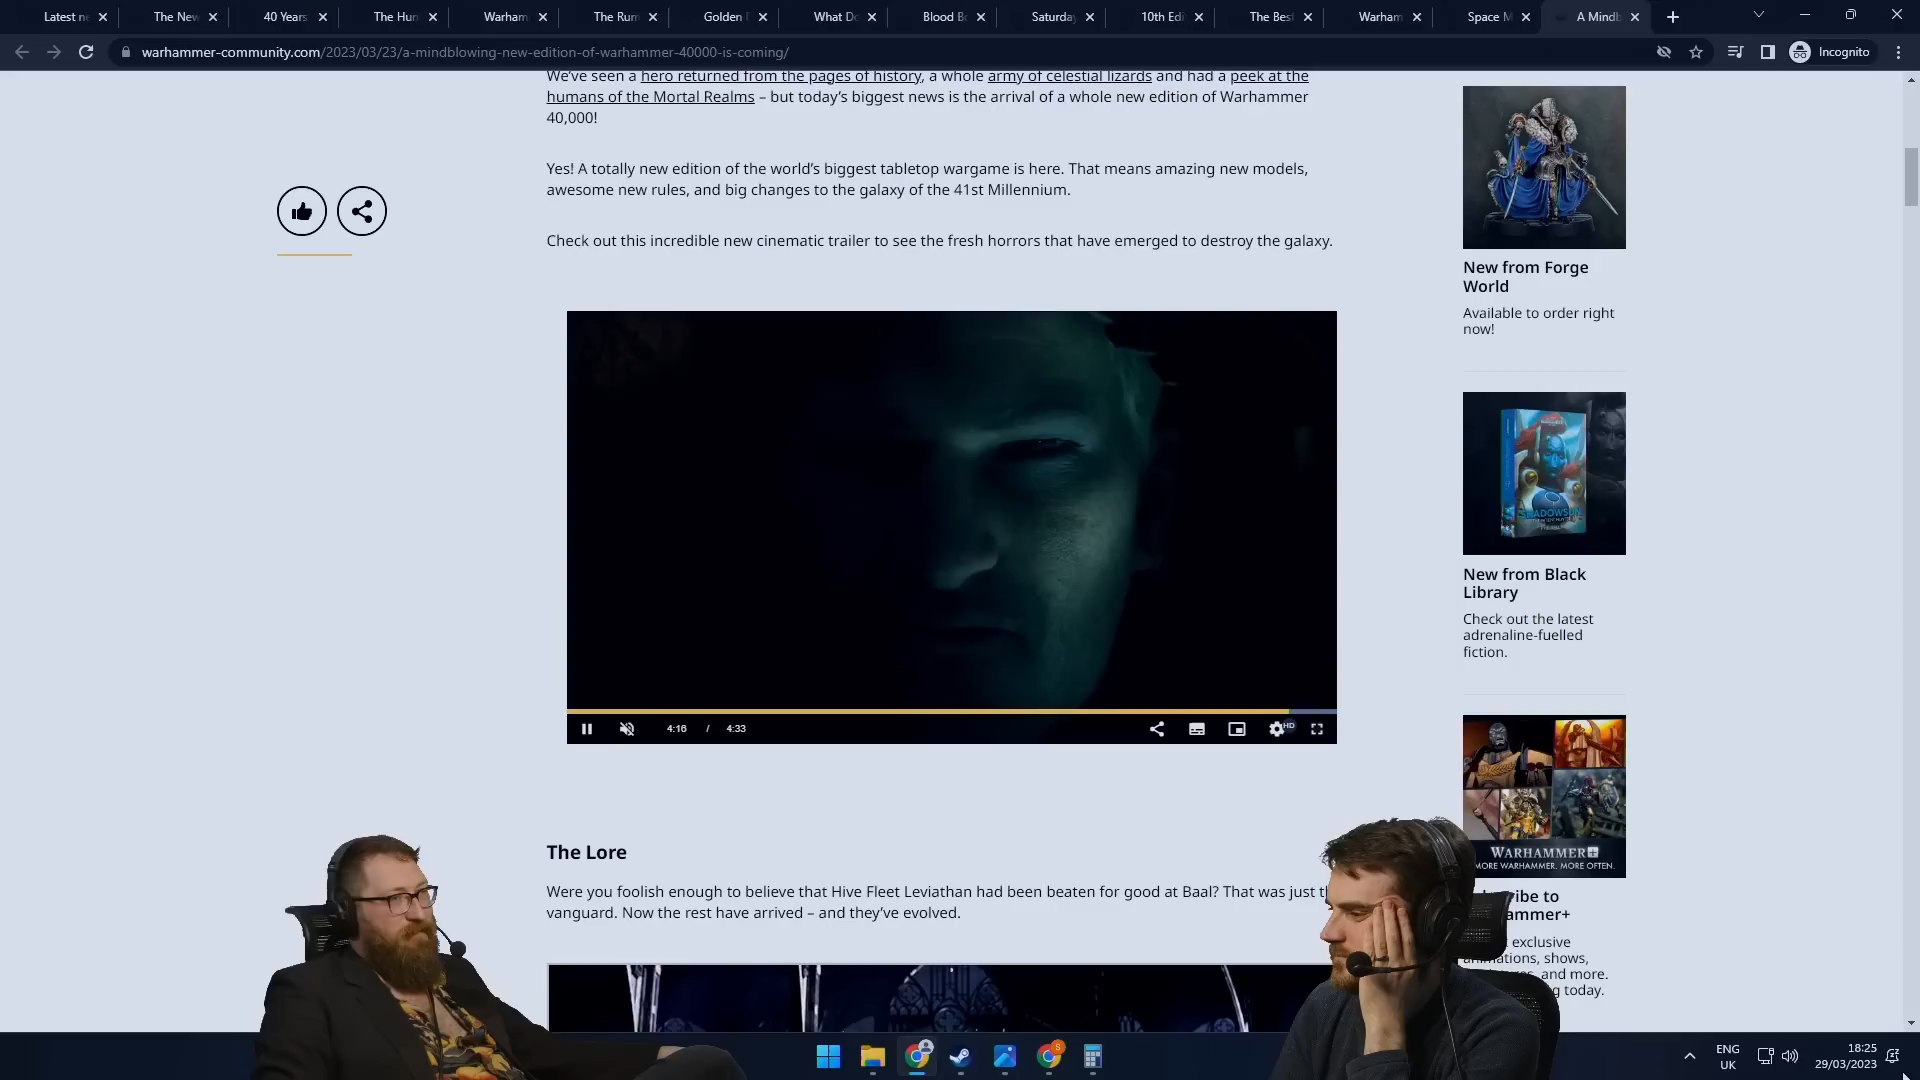 Latest n
The New
40 Years
The Hun
Warham
The Rum
Golden
What Do
Blood B
Saturday
10th Edi
The Best
Warham
Space M
A Mindb
warhammer-community.com/2023/03/23/a-mindblowing-new-edition-of-warhammer-40000-is-coming/
Incognito
We've seen a hero returned from the pages of history, a whole army of celestial lizards and had a peek at the
humans of the Mortal Realms – but today's biggest news is the arrival of a whole new edition of Warhammer
40,000!
Yes! A totally new edition of the world's biggest tabletop wargame is here. That means amazing new models,
awesome new rules, and big changes to the galaxy of the 41st Millennium.
Check out this incredible new cinematic trailer to see the fresh horrors that have emerged to destroy the galaxy.
4:16 / 4:33
HD
The Lore
Were you foolish enough to believe that Hive Fleet Leviathan had been beaten for good at Baal? That was just
vanguard. Now the rest have arrived – and they've evolved.
New from Forge
World
Available to order right
now!
SHADOWSUN
New from Black
Library
Check out the latest
adrenaline-fuelled
fiction.
WARHAMMER+
MORE WARHAMMER. MORE OFTEN.
ribe to
ammer+
exclusive
animations, shows,
and more.
g today.
ENG
UK
18:25
29/03/2023